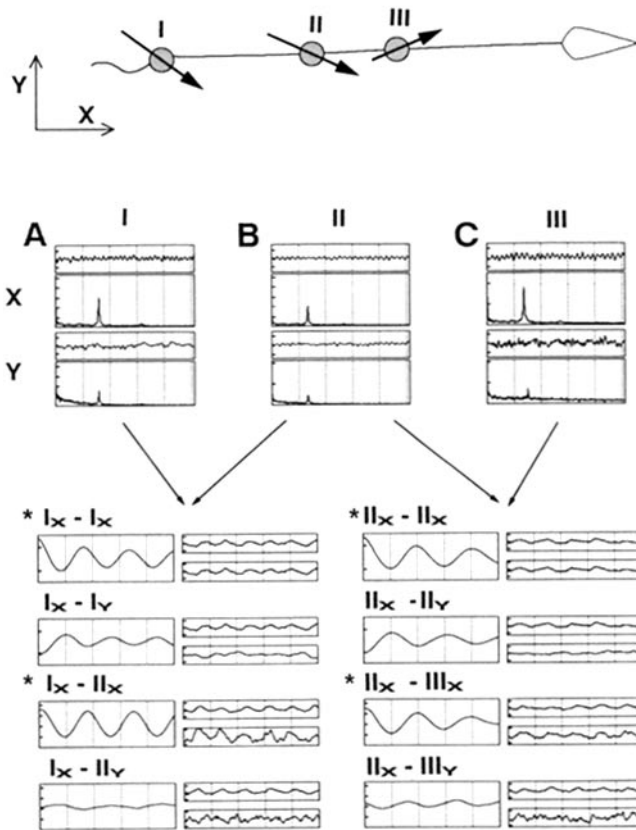 I II III
Y
X
I II III
A B C
X
Y
* Ix - Ix
* IIx - IIx
Ix - IY
IIx - IIY
* Ix - IIx
* IIx - IIIx
Ix - IIY
IIx - IIIY